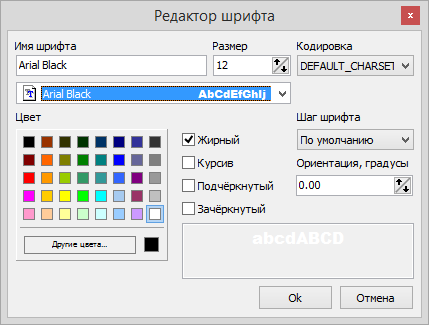 Редактор шрифта
Имя шрифта Размер Кодировка
Arial Black 12 DEFAULT_CHARSET
Arial Black AbCdEfGhIj
Цвет Шаг шрифта
Жирный По умолчанию
Курсив Ориентация, градусы
Подчёркнутый 0.00
Зачёркнутый
Другие цвета...
abcdABCD
Ok Отмена